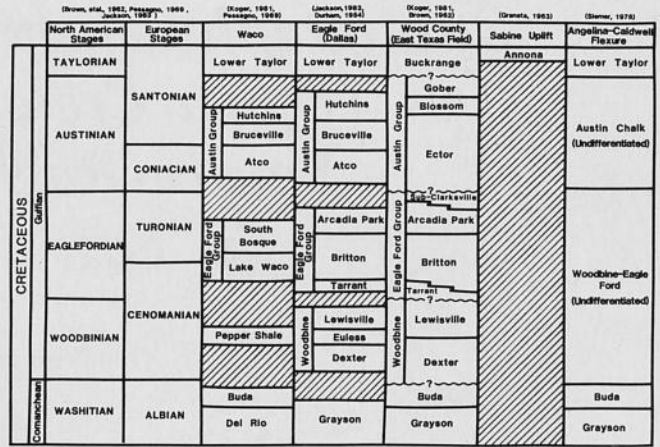 (Brown, etal., 1962, Pessagno, 1969, Jackson, 1983)
(Koger, 1981, Pessagno, 1969)
(Jackson, 1983, Durham, 1984)
(Koger, 1981, Brown, 1962)
(Granata, 1963)
(Siemer, 1978)
North American Stages
European Stages
Waco
Eagle Ford (Dallas)
Wood County (East Texas Field)
Sabine Uplift
Angelina-Caldwell Flexure
CRETACEOUS
Gulfian
Comanchean
TAYLORIAN
AUSTINIAN
EAGLEFORDIAN
WOODBINIAN
WASHITIAN
SANTONIAN
CONIACIAN
TURONIAN
CENOMANIAN
ALBIAN
Lower Taylor
Austin Group
Hutchins
Bruceville
Atco
Eagle Ford Group
South Bosque
Lake Waco
Pepper Shale
Buda
Del Rio
Lower Taylor
Austin Group
Hutchins
Bruceville
Atco
Eagle Ford Group
Arcadia Park
Britton
Tarrant
Woodbine
Lewisville
Euless
Dexter
Grayson
Buckrange
?
Austin Group
Gober
Blossom
Ector
?
Eagle Ford Group
Sub-Clarksville
Arcadia Park
Britton
Tarrant
?
Woodbine
Lewisville
Dexter
?
Buda
Grayson
Annona
Lower Taylor
Austin Chalk
(Undifferentiated)
Woodbine-Eagle Ford
(Undifferentiated)
Buda
Grayson